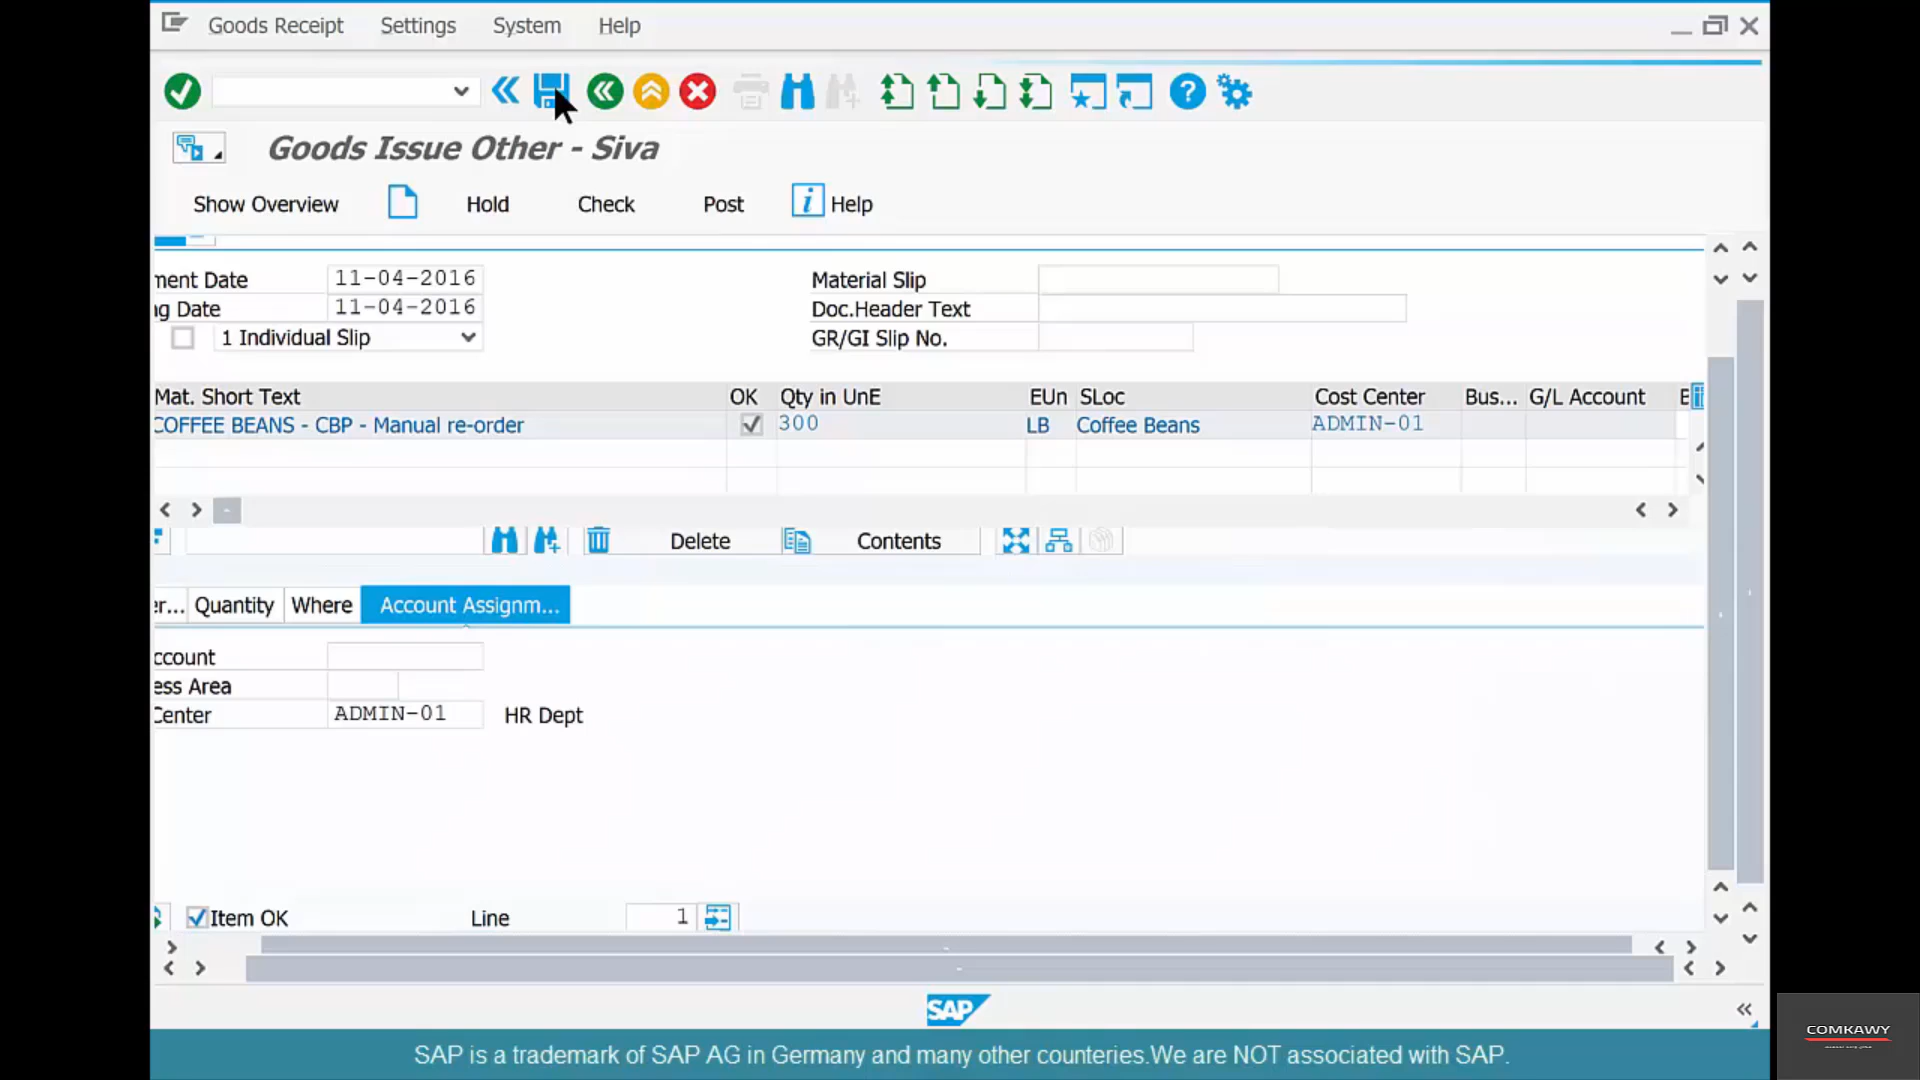 Goods Receipt Settings System Help
Goods Issue Other - Siva
Show Overview Hold Check Post i Help
ment Date 11-04-2016 Material Slip
ng Date 11-04-2016 Doc.Header Text
1 Individual Slip GR/GI Slip No.
Mat. Short Text OK Qty in UnE EUn SLoc Cost Center Bus... G/L Account E
COFFEE BEANS - CBP - Manual re-order 300 LB Coffee Beans ADMIN-01
Delete Contents
er... Quantity Where Account Assignm...
ccount
ess Area
Center ADMIN-01 HR Dept
Item OK Line 1
SAP
SAP is a trademark of SAP AG in Germany and many other counteries.We are NOT associated with SAP.
COMKAWY